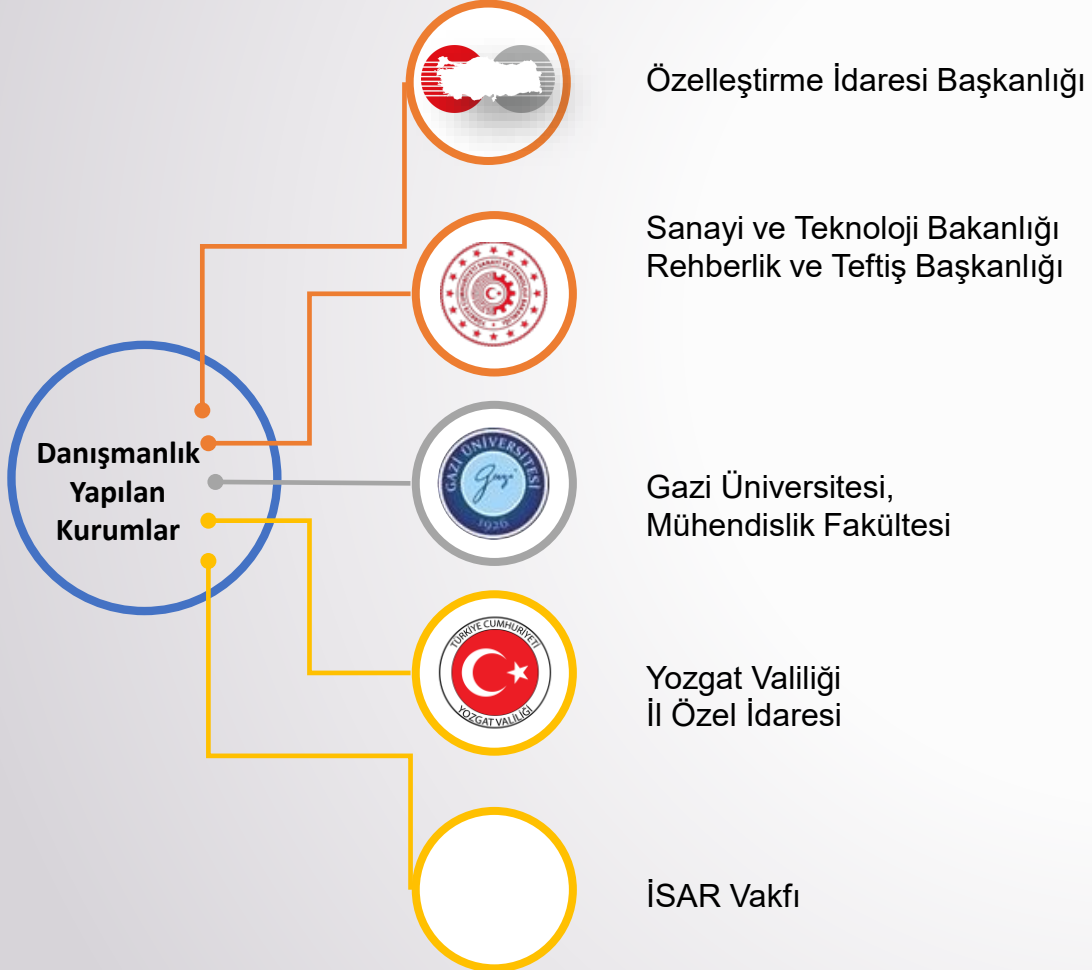 Özelleştirme İdaresi Başkanlığı
Sanayi ve Teknoloji Bakanlığı
Rehberlik ve Teftiş Başkanlığı
Danışmanlık
Yapılan
Kurumlar
GAZİ ÜNİVERSİTESİ
Gazi
1926
Gazi Üniversitesi,
Mühendislik Fakültesi
TÜRKİYE CUMHURİYETİ
YOZGAT VALİLİĞİ
Yozgat Valiliği
İl Özel İdaresi
İSAR Vakfı